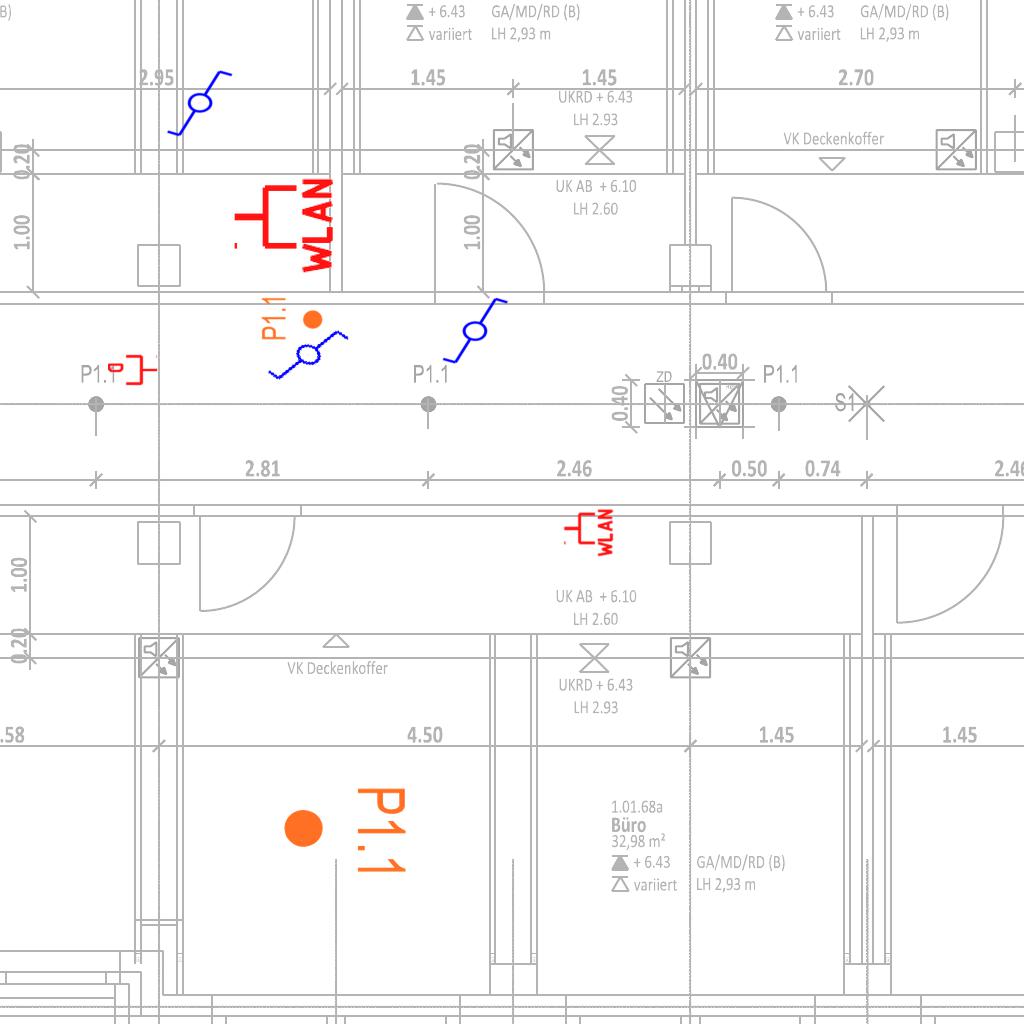 B)
+ 6.43 GA/MD/RD (B)
variiert LH 2,93 m
+ 6.43 GA/MD/RD (B)
variiert LH 2,93 m
2.95
1.45
1.45
2.70
UKRD + 6.43
LH 2.93
VK Deckenkoffer
0.20
0.20
UK AB + 6.10
LH 2.60
1.00
1.00
WLAN
P1.1
P1.1
P1.1
ZD
0.40
P1.1
0.40
S1
2.81
2.46
0.50
0.74
2.46
WLAN
1.00
UK AB + 6.10
LH 2.60
0.20
VK Deckenkoffer
UKRD + 6.43
LH 2.93
.58
4.50
1.45
1.45
P1.1
1.01.68a
Büro
32,98 m²
+ 6.43 GA/MD/RD (B)
variiert LH 2,93 m